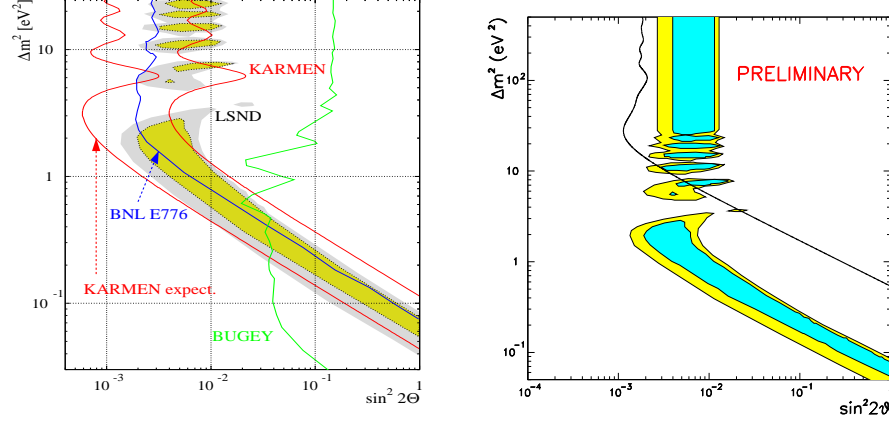 Δm² [eV²]
10
1
10⁻¹
10⁻³
10⁻²
10⁻¹
1
sin² 2Θ
KARMEN
LSND
BNL E776
KARMEN expect.
BUGEY
Δm² (eV²)
10²
10
1
10⁻¹
10⁻⁴
10⁻³
10⁻²
10⁻¹
sin²2ϑ
PRELIMINARY